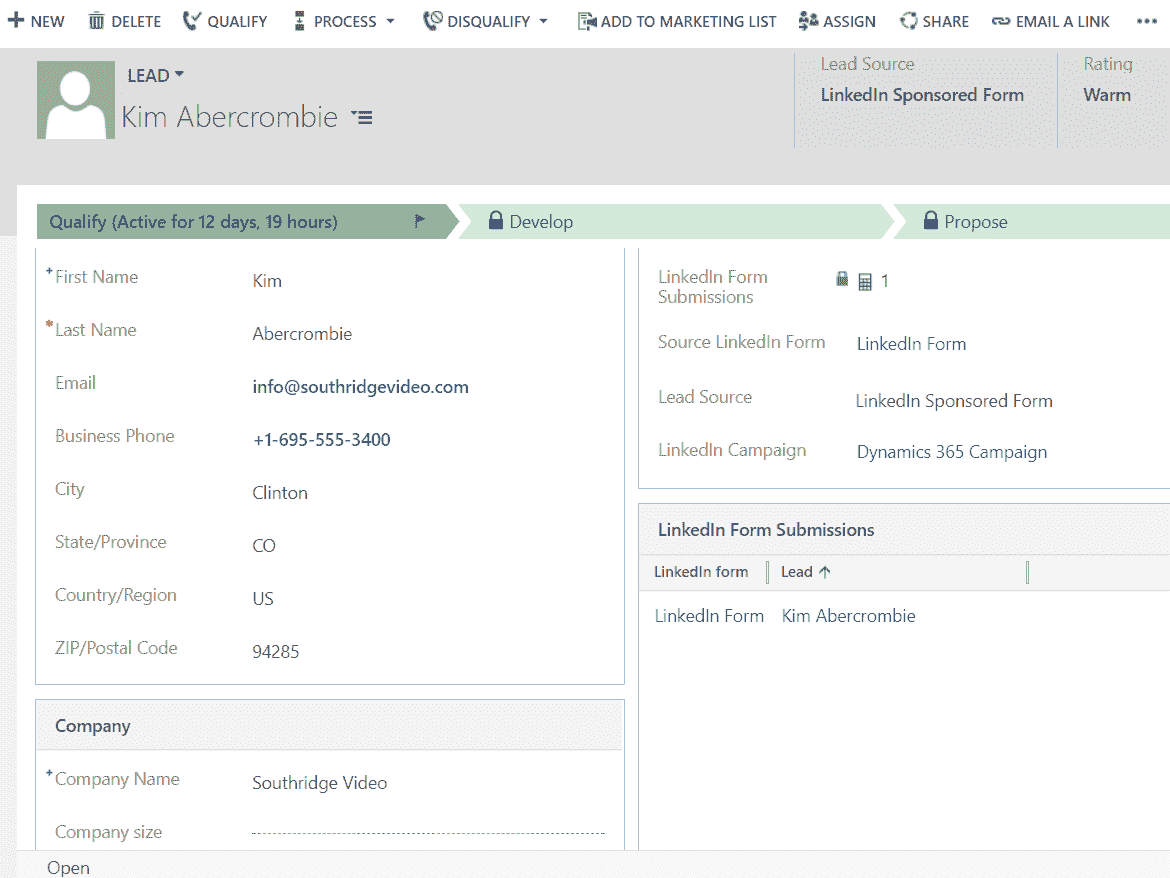 NEW DELETE QUALIFY PROCESS DISQUALIFY ADD TO MARKETING LIST ASSIGN SHARE EMAIL A LINK •••
LEAD
Kim Abercrombie
Lead Source
LinkedIn Sponsored Form
Rating
Warm
Qualify (Active for 12 days, 19 hours) Develop Propose
+First Name Kim
*Last Name Abercrombie
Email info@southridgevideo.com
Business Phone +1-695-555-3400
City Clinton
State/Province CO
Country/Region US
ZIP/Postal Code 94285
Company
+Company Name Southridge Video
Company size
LinkedIn Form
Submissions 1
Source LinkedIn Form LinkedIn Form
Lead Source LinkedIn Sponsored Form
LinkedIn Campaign Dynamics 365 Campaign
LinkedIn Form Submissions
LinkedIn form Lead ↑
LinkedIn Form Kim Abercrombie
Open